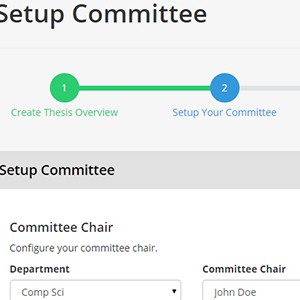 Setup Committee
1 2
Create Thesis Overview Setup Your Committee
Setup Committee
Committee Chair
Configure your committee chair.
Department Committee Chair
Comp Sci John Doe